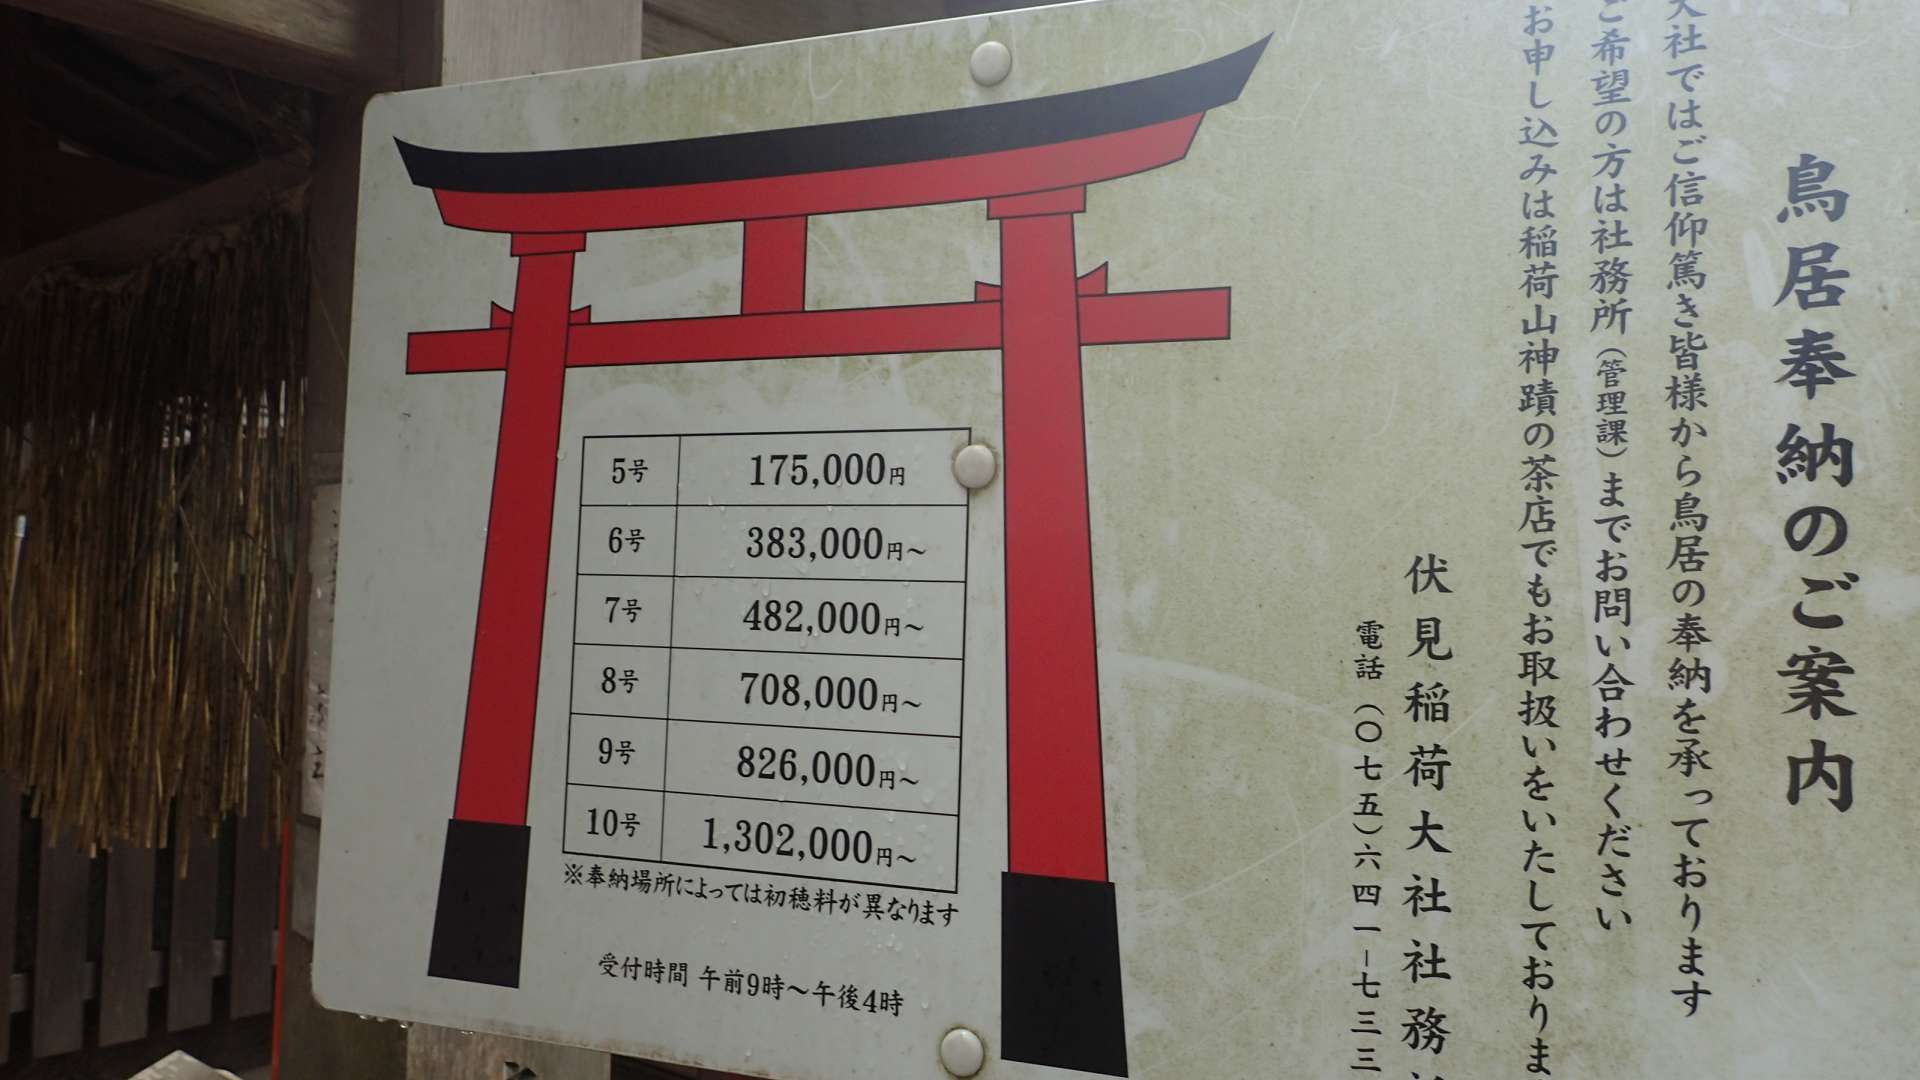 鳥居奉納のご案内
大社ではご信仰篤き皆様から鳥居の奉納を承っております
ご希望の方は社務所(管理課)までお問い合わせください
お申し込みは稲荷山神蹟の茶店でもお取扱いをいたしておりま
伏見稲荷大社社務
電話(〇七五)六四一-七三三
5号 175,000円
6号 383,000円~
7号 482,000円~
8号 708,000円~
9号 826,000円~
10号 1,302,000円~
※奉納場所によっては初穂料が異なります
受付時間 午前9時~午後4時